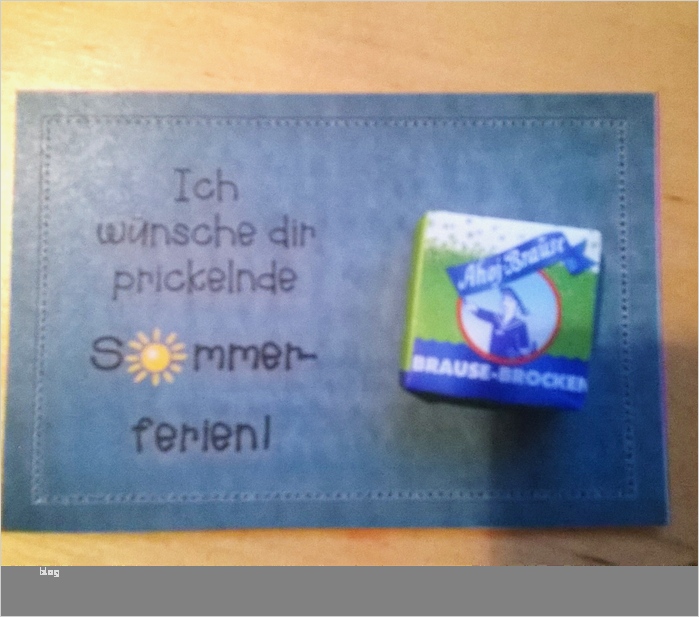 Ich
wünsche dir
prickelnde
Sommer-
ferien!
Ahoj-Brause
BRAUSE-BROCKEN
blog